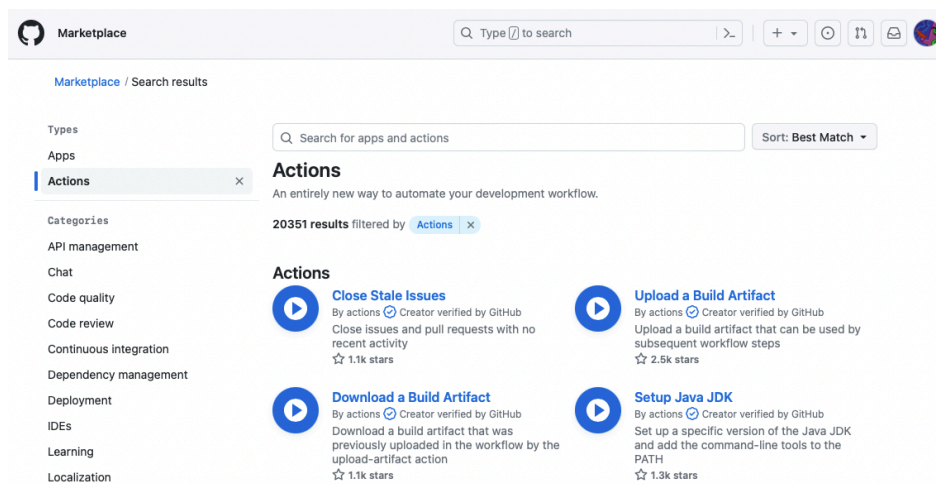 Marketplace
Type / to search
Marketplace / Search results
Types
Apps
Actions
Categories
API management
Chat
Code quality
Code review
Continuous integration
Dependency management
Deployment
IDEs
Learning
Localization
Search for apps and actions
Sort: Best Match
Actions
An entirely new way to automate your development workflow.
20351 results filtered by Actions
Actions
Close Stale Issues
By actions Creator verified by GitHub
Close issues and pull requests with no
recent activity
1.1k stars
Upload a Build Artifact
By actions Creator verified by GitHub
Upload a build artifact that can be used by
subsequent workflow steps
2.5k stars
Download a Build Artifact
By actions Creator verified by GitHub
Download a build artifact that was
previously uploaded in the workflow by the
upload-artifact action
1.1k stars
Setup Java JDK
By actions Creator verified by GitHub
Set up a specific version of the Java JDK
and add the command-line tools to the
PATH
1.3k stars